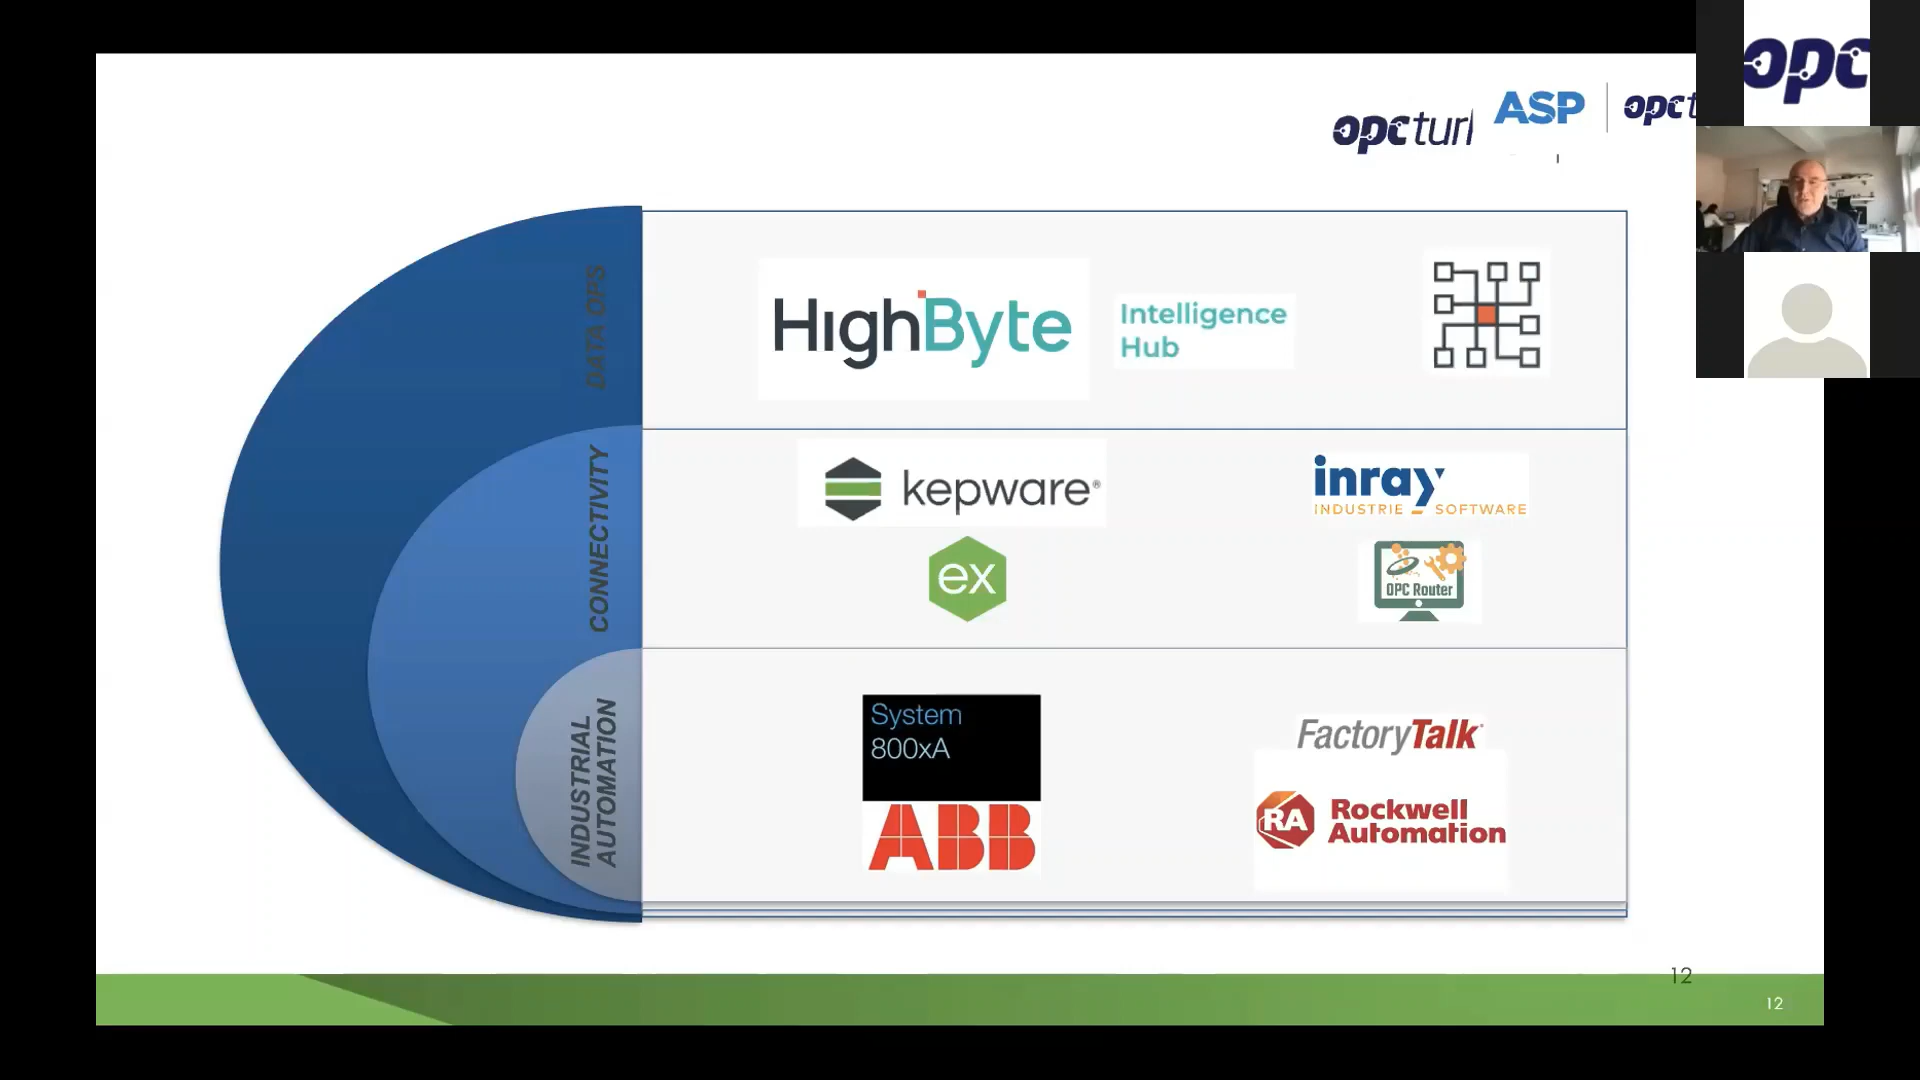 opcturl
ASP
opct
opc
DATA OPS
HighByte
Intelligence
Hub
CONNECTIVITY
kepware®
inray
INDUSTRIE _ SOFTWARE
ex
OPC Router
INDUSTRIAL
AUTOMATION
System
800xA
ABB
FactoryTalk
RA
Rockwell
Automation
12
12